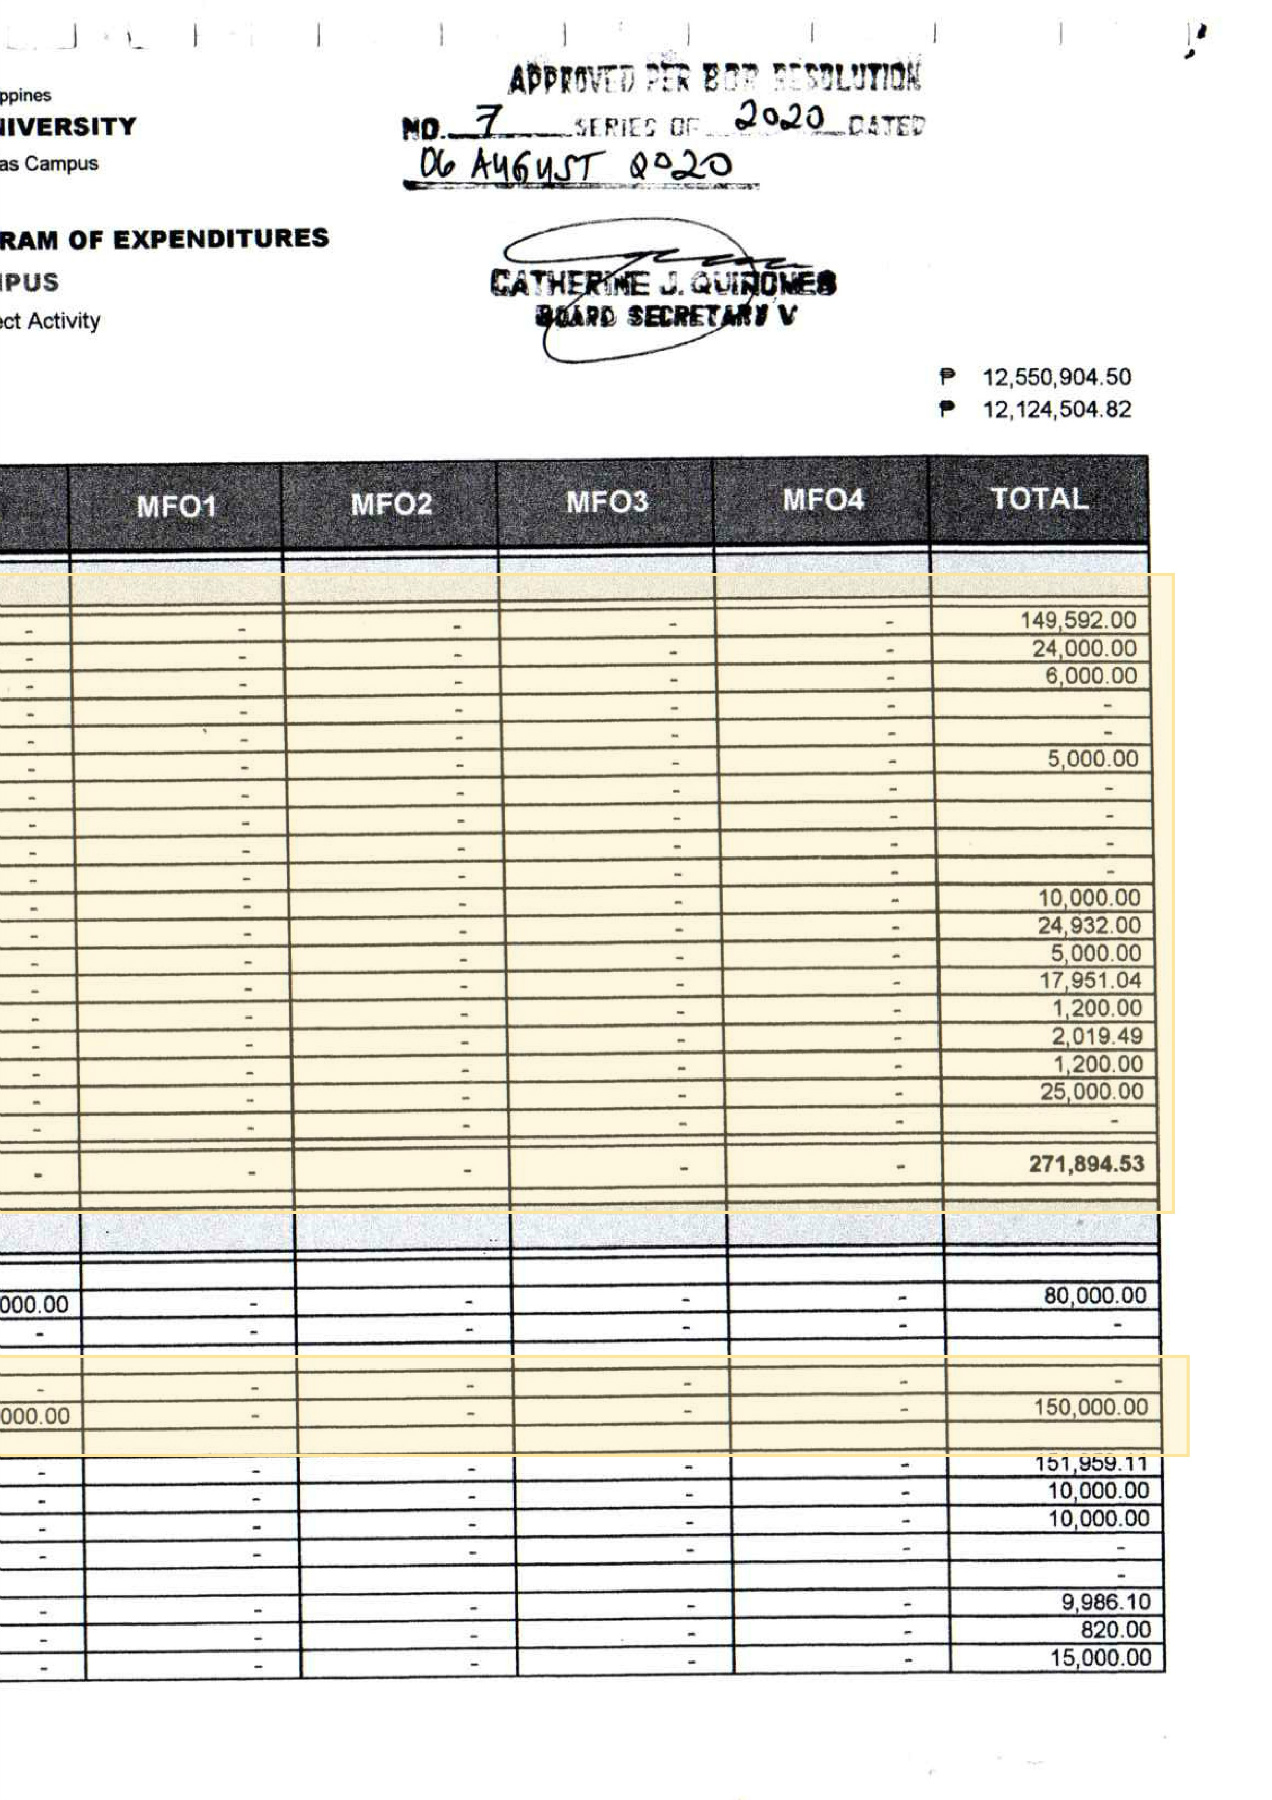 APPROVED PER BOR RESOLUTION
ppines
NIVERSITY
NO. 7 SERIES OF 2020 DATED
as Campus
06 AUGUST 2020
RAM OF EXPENDITURES
MPUS
CATHERINE J. QUIÑONES
ect Activity
BOARD SECRETARY V
₱ 12,550,904.50
₱ 12,124,504.82
MFO1 MFO2 MFO3 MFO4 TOTAL
- - - - - 149,592.00
- - - - - 24,000.00
- - - - - 6,000.00
- - - - - -
- - - - - -
- - - - - 5,000.00
- - - - - -
- - - - - -
- - - - - -
- - - - - -
- - - - - 10,000.00
- - - - - 24,932.00
- - - - - 5,000.00
- - - - - 17,951.04
- - - - - 1,200.00
- - - - - 2,019.49
- - - - - 1,200.00
- - - - - 25,000.00
- - - - - -
- - - - - 271,894.53
000.00 - - - - 80,000.00
- - - - - -
- - - - - -
000.00 - - - - 150,000.00
- - - - - 151,959.11
- - - - - 10,000.00
- - - - - 10,000.00
- - - - - -
-
- - - - - 9,986.10
- - - - - 820.00
- - - - - 15,000.00